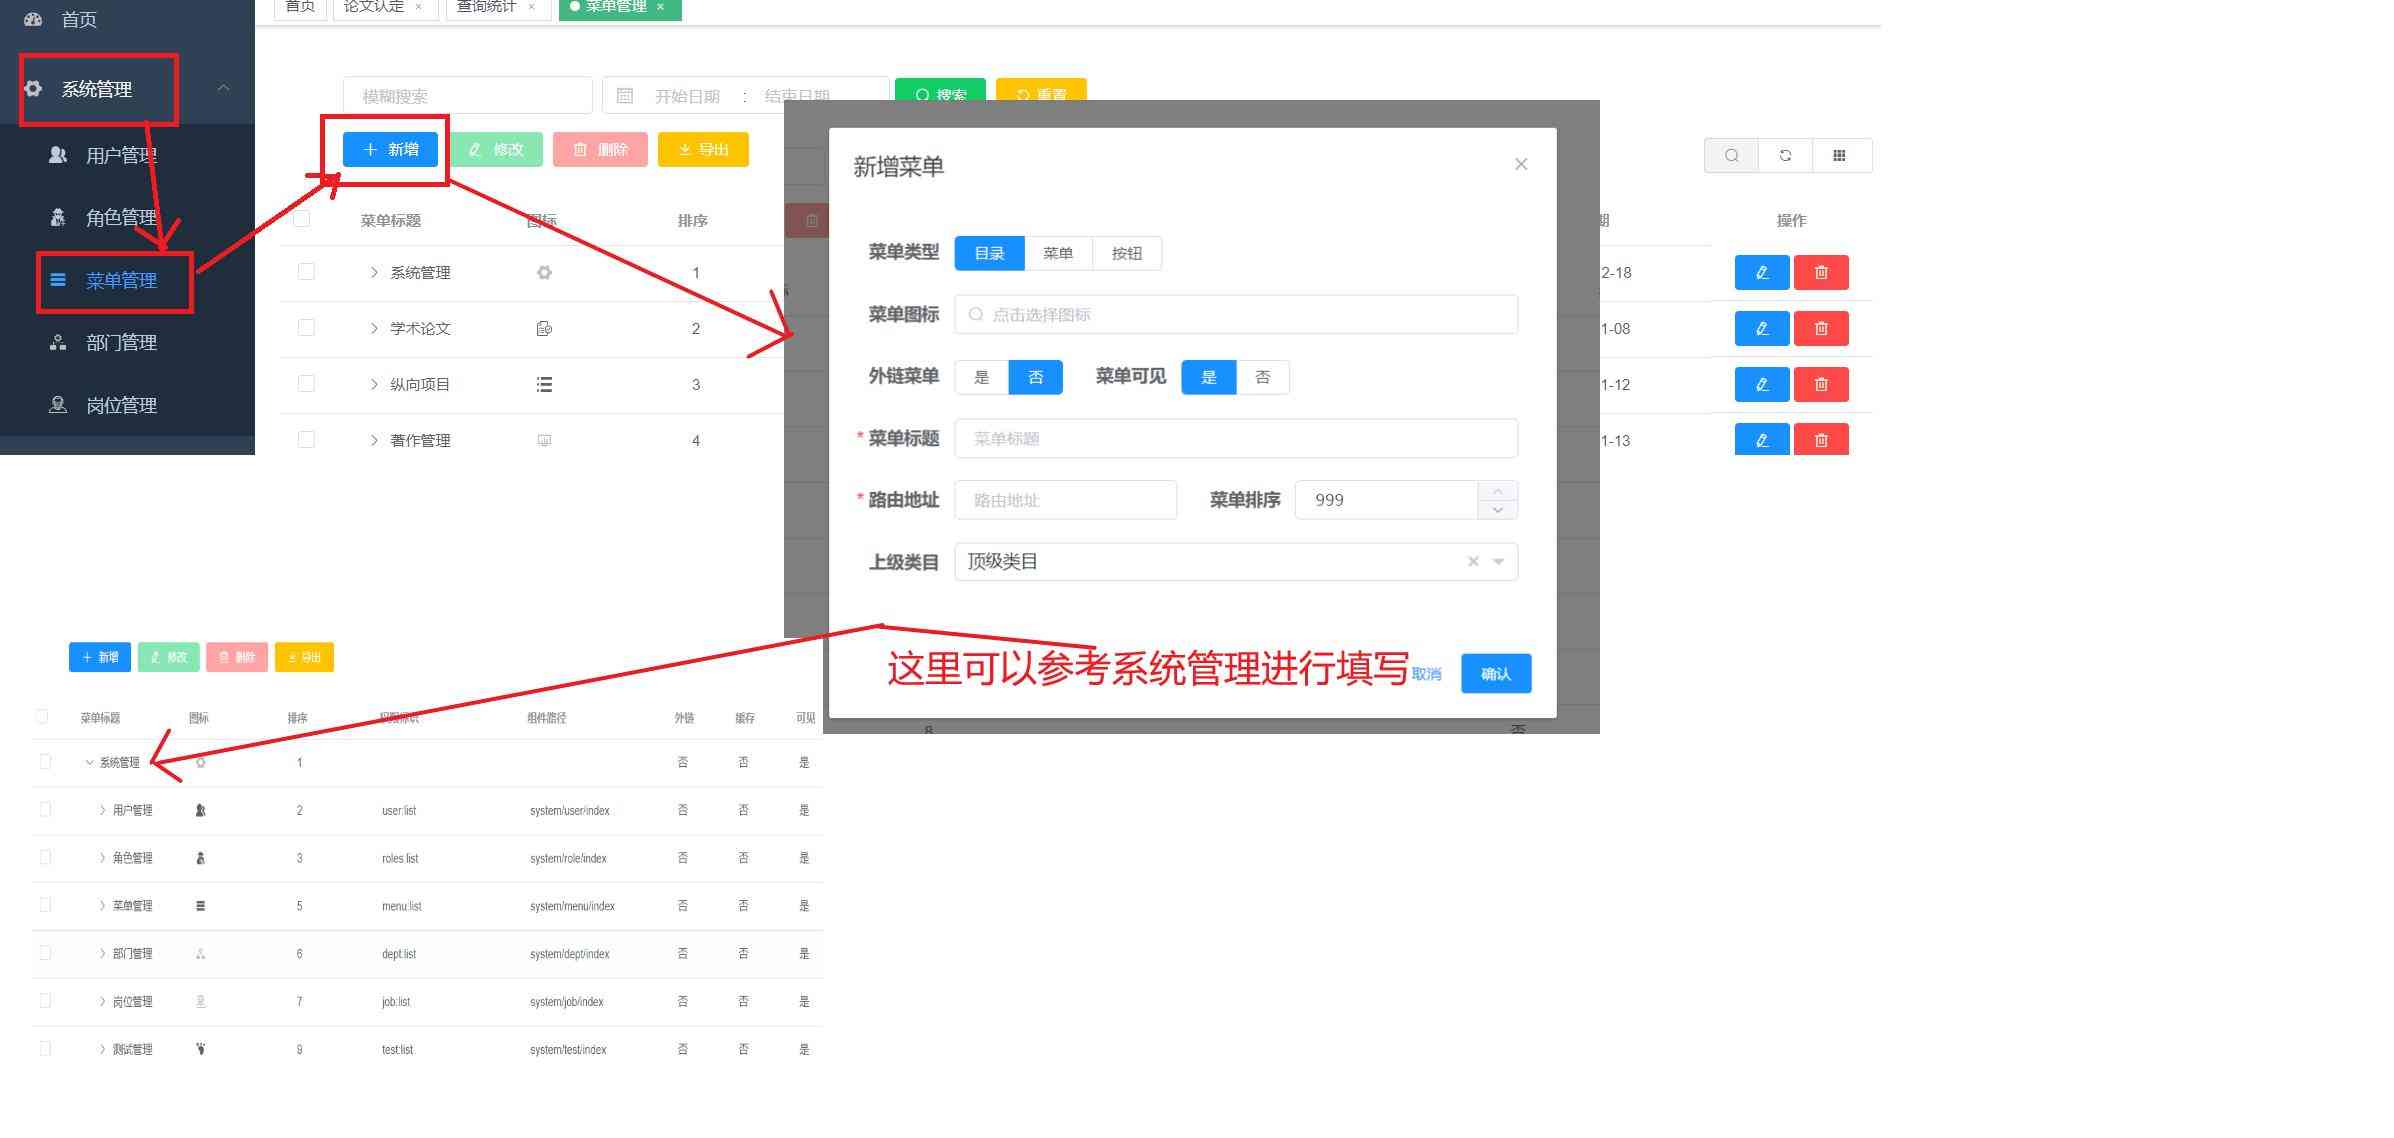 首页
系统管理
用户管理
角色管理
菜单管理
部门管理
岗位管理
首页 论文认定 × 查询统计 × 菜单管理 ×
模糊搜索 开始日期 : 结束日期 搜索 重置
+ 新增 修改 删除 导出
菜单标题 图标 排序 期 操作
系统管理 1 2-18
学术论文 2 1-08
纵向项目 3 1-12
著作管理 4 1-13
新增菜单
菜单类型 目录 菜单 按钮
菜单图标 点击选择图标
外链菜单 是 否 菜单可见 是 否
* 菜单标题 菜单标题
* 路由地址 路由地址 菜单排序 999
上级类目 顶级类目
这里可以参考系统管理进行填写 取消 确认
8 否
+ 新增 修改 删除 导出
菜单标题 图标 排序 权限标识 组件路径 外链 缓存 可见
系统管理 1 否 否 是
用户管理 2 user:list system/user/index 否 否 是
角色管理 3 roles:list system/role/index 否 否 是
菜单管理 5 menu:list system/menu/index 否 否 是
部门管理 6 dept:list system/dept/index 否 否 是
岗位管理 7 job:list system/job/index 否 否 是
测试管理 9 test:list system/test/index 否 否 是